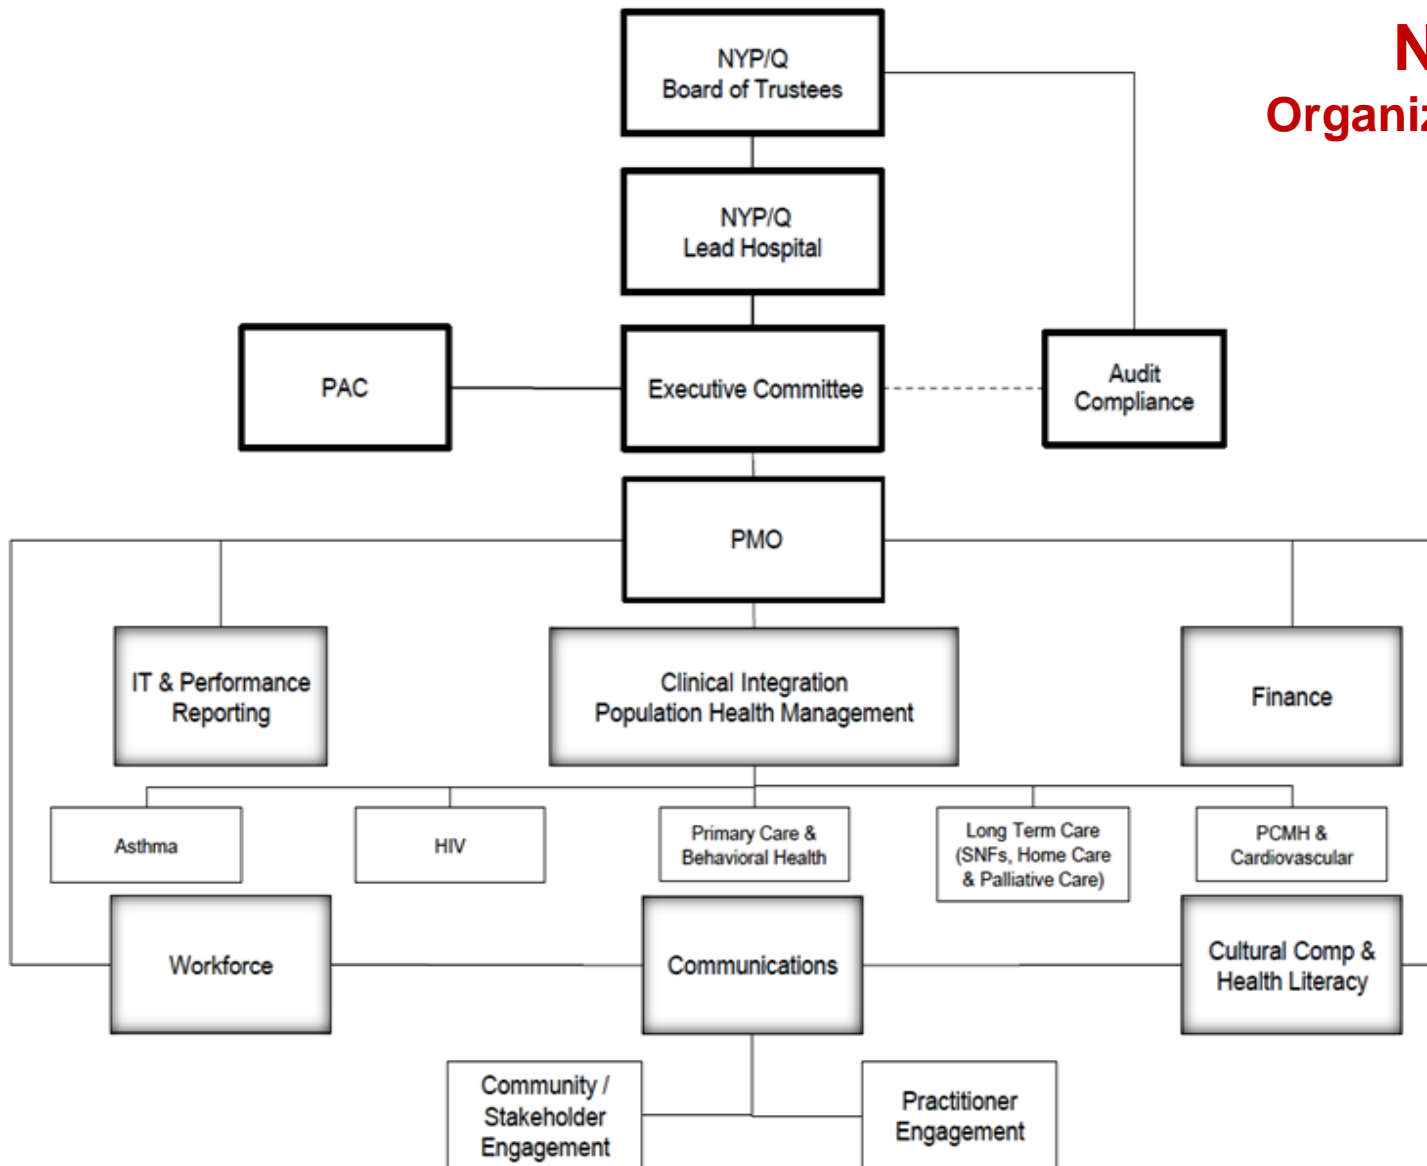 NYP/Q
Board of Trustees
Organiz
NYP/Q
Lead Hospital
PAC
Executive Committee
Audit
Compliance
PMO
IT & Performance
Reporting
Clinical Integration
Population Health Management
Finance
Asthma
HIV
Primary Care &
Behavioral Health
Long Term Care
(SNFs, Home Care
& Palliative Care)
PCMH &
Cardiovascular
Workforce
Communications
Cultural Comp &
Health Literacy
Community /
Stakeholder
Engagement
Practitioner
Engagement